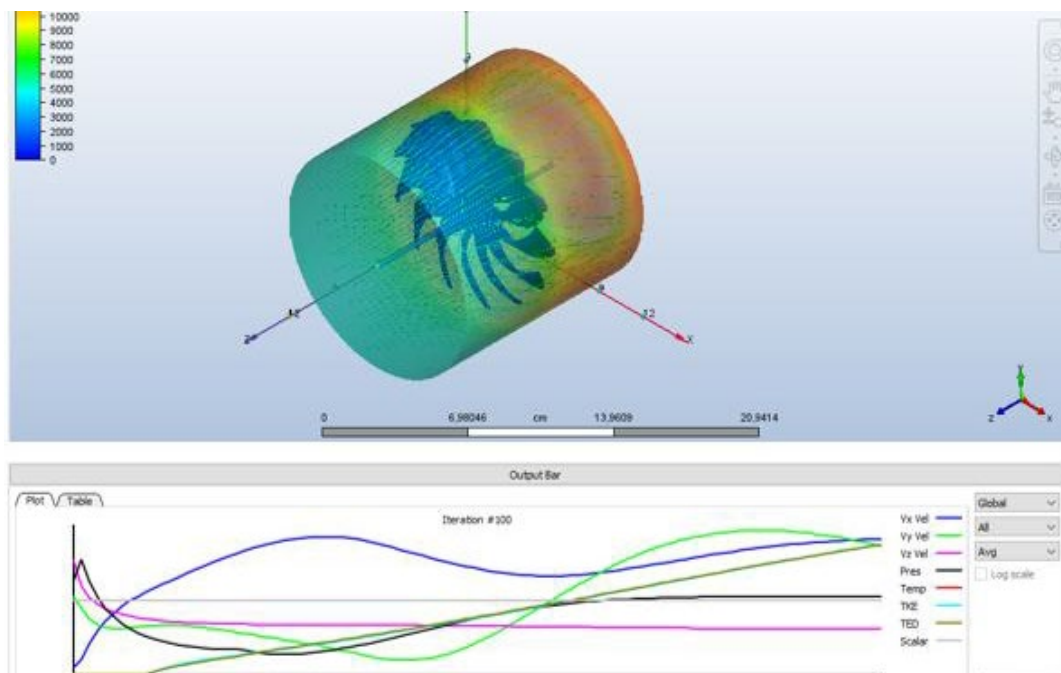 10000
9000
8000
7000
6000
5000
4000
3000
2000
1000
0
Z
12
X
Y
z
x
0 6,98046 cm 13,9609 20,9414
Output Bar
Plot Table
Iteration #100
Vx Vel
Vy Vel
Vz Vel
Pres
Temp
TKE
TED
Scalar
Global
All
Avg
Log scale